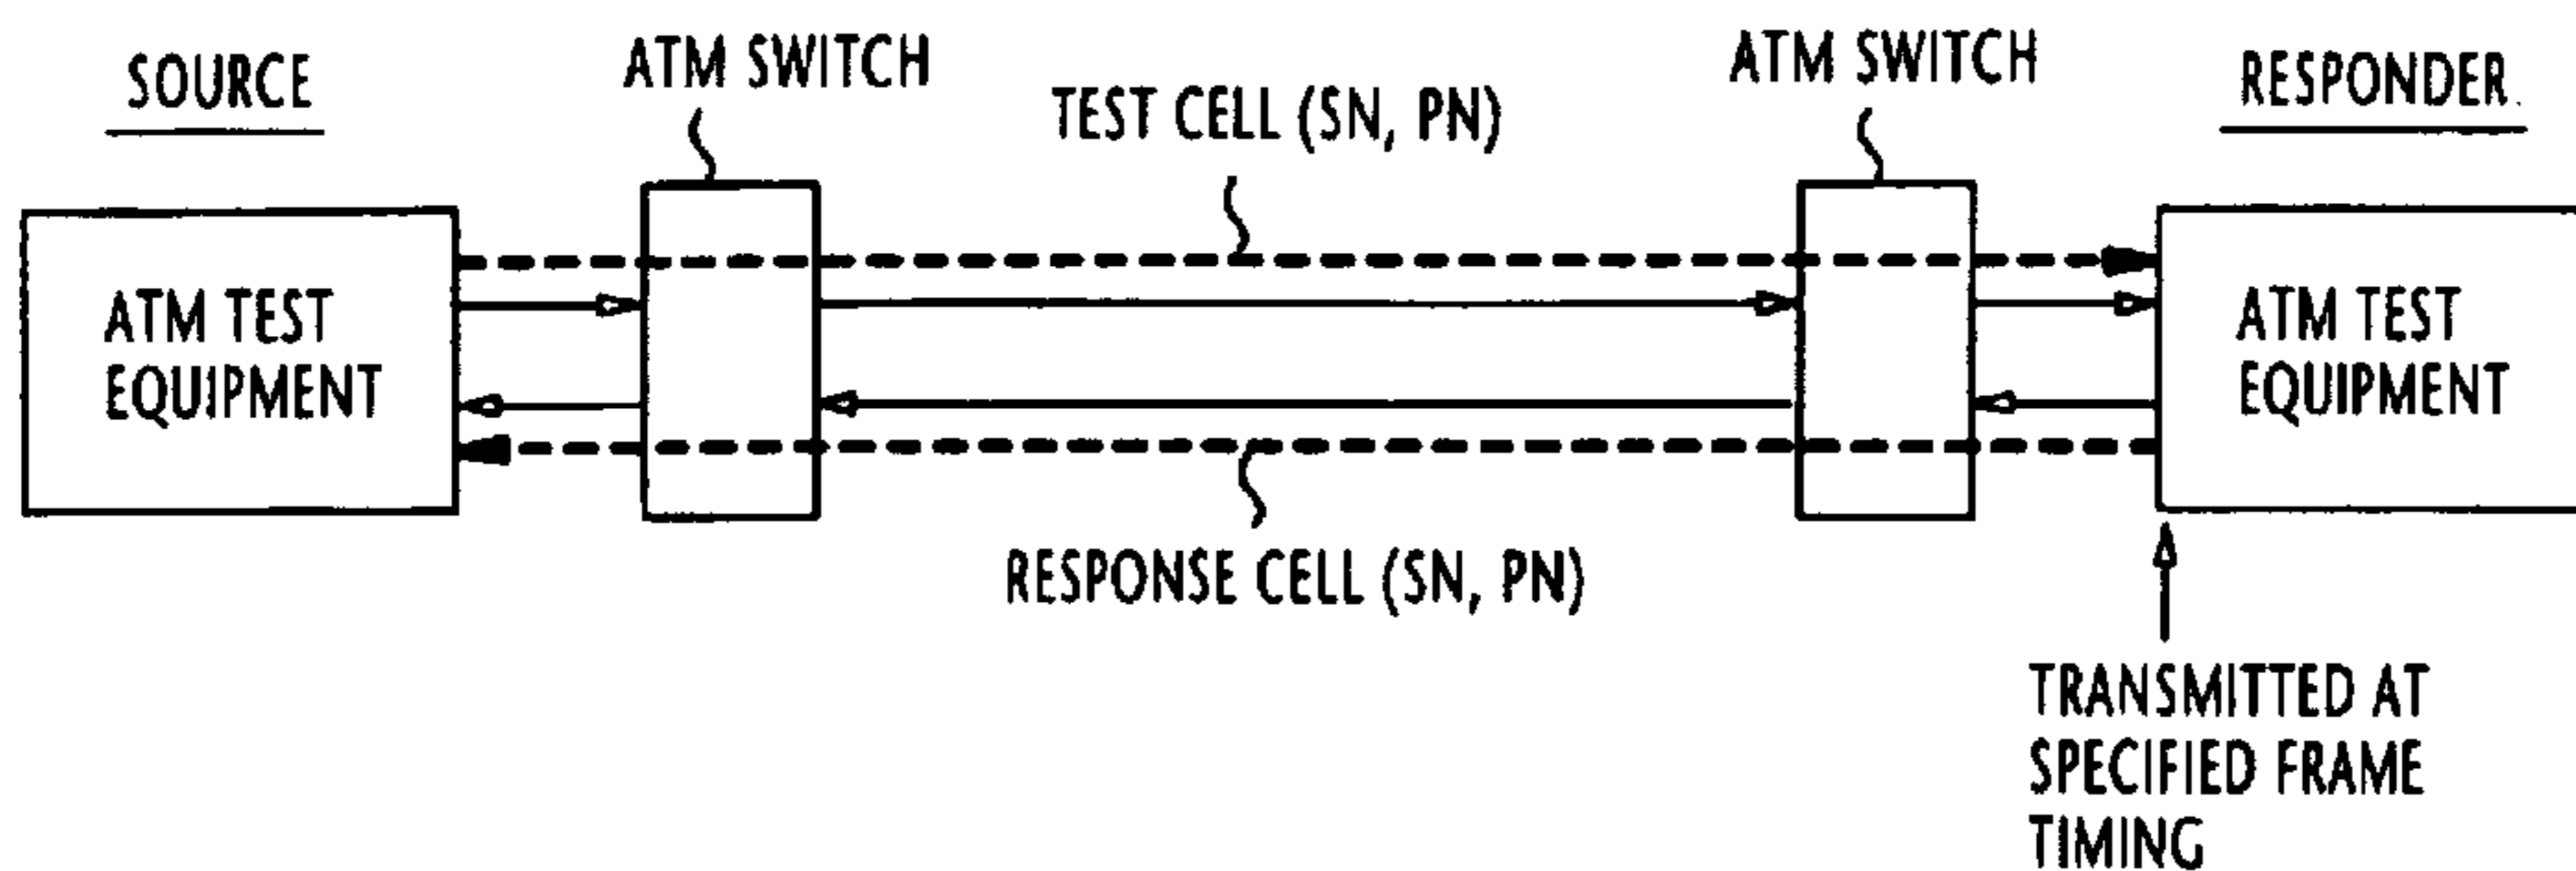 SOURCE
ATM SWITCH
TEST CELL (SN, PN)
ATM SWITCH
RESPONDER
ATM TEST
EQUIPMENT
ATM TEST
EQUIPMENT
RESPONSE CELL (SN, PN)
TRANSMITTED AT
SPECIFIED FRAME
TIMING